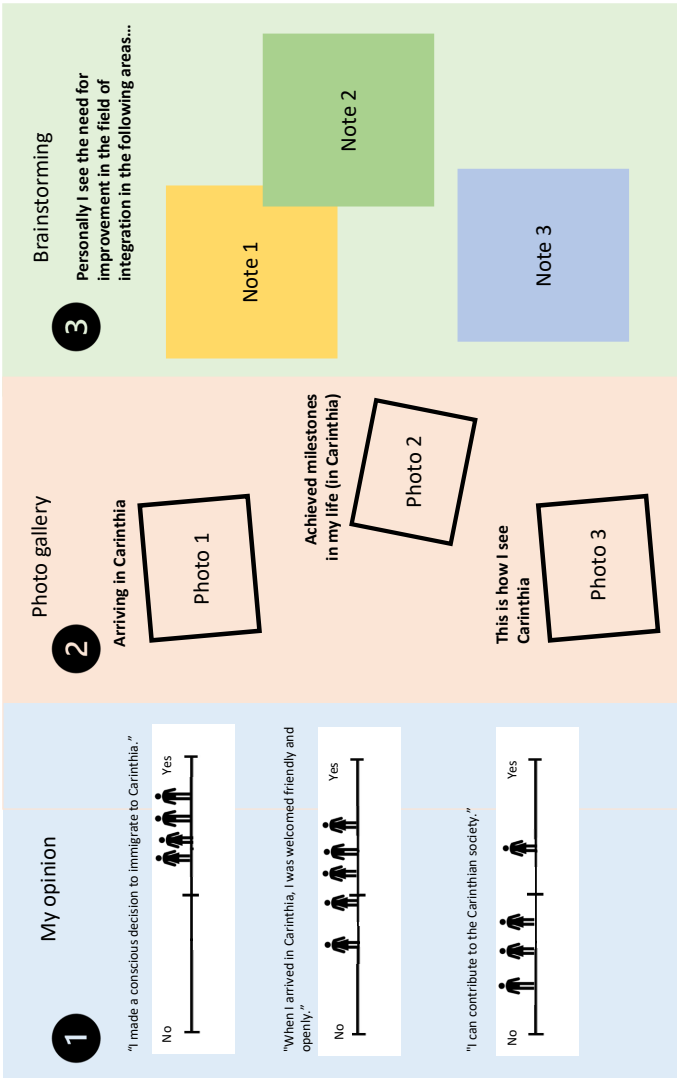 1
My opinion
“I made a conscious decision to immigrate to Carinthia.”
No
Yes
"When I arrived in Carinthia, I was welcomed friendly and
openly.”
No
Yes
"I can contribute to the Carinthian society.”
No
Yes
2
Photo gallery
Arriving in Carinthia
Photo 1
Achieved milestones
in my life (in Carinthia)
Photo 2
This is how I see
Carinthia
Photo 3
3
Brainstorming
Personally I see the need for
improvement in the field of
integration in the following areas…
Note 1
Note 2
Note 3